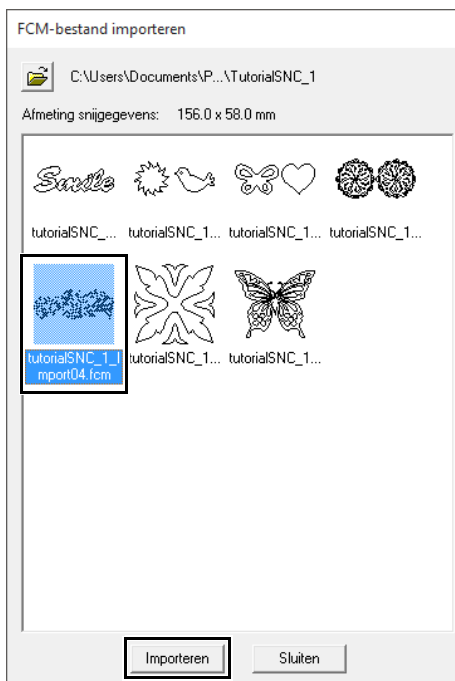 FCM-bestand importeren
C:\Users\Documents\P...\TutorialSNC_1
Afmeting snijgegevens: 156.0 x 58.0 mm
Smile
tutorialSNC_... tutorialSNC_1... tutorialSNC_1... tutorialSNC_1...
tutorialSNC_1_I
mport04.fcm
tutorialSNC_1... tutorialSNC_1...
Importeren Sluiten